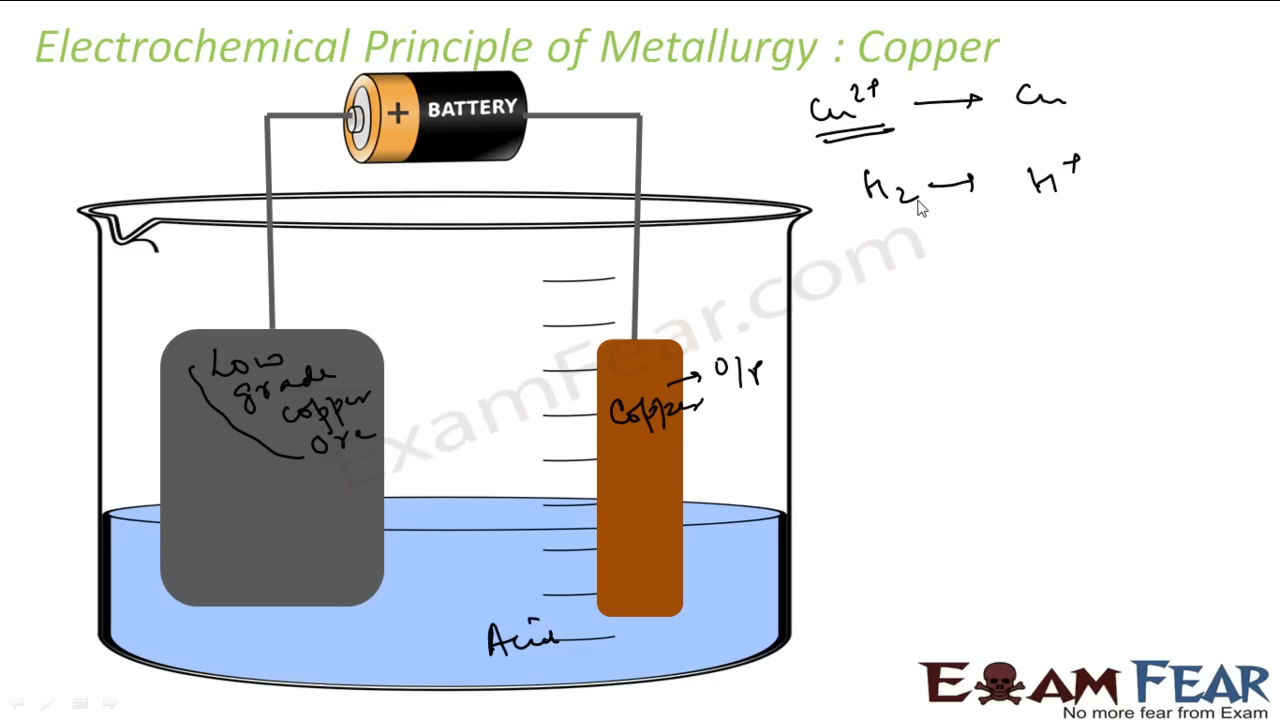 Electrochemical Principle of Metallurgy : Copper
+ BATTERY
Cu²⁺ → Cu
H₂ → H⁺
Low
grade
copper
ore
Copper → O/P
Acid
ExamFear.com
EXAM FEAR
No more fear from Exam